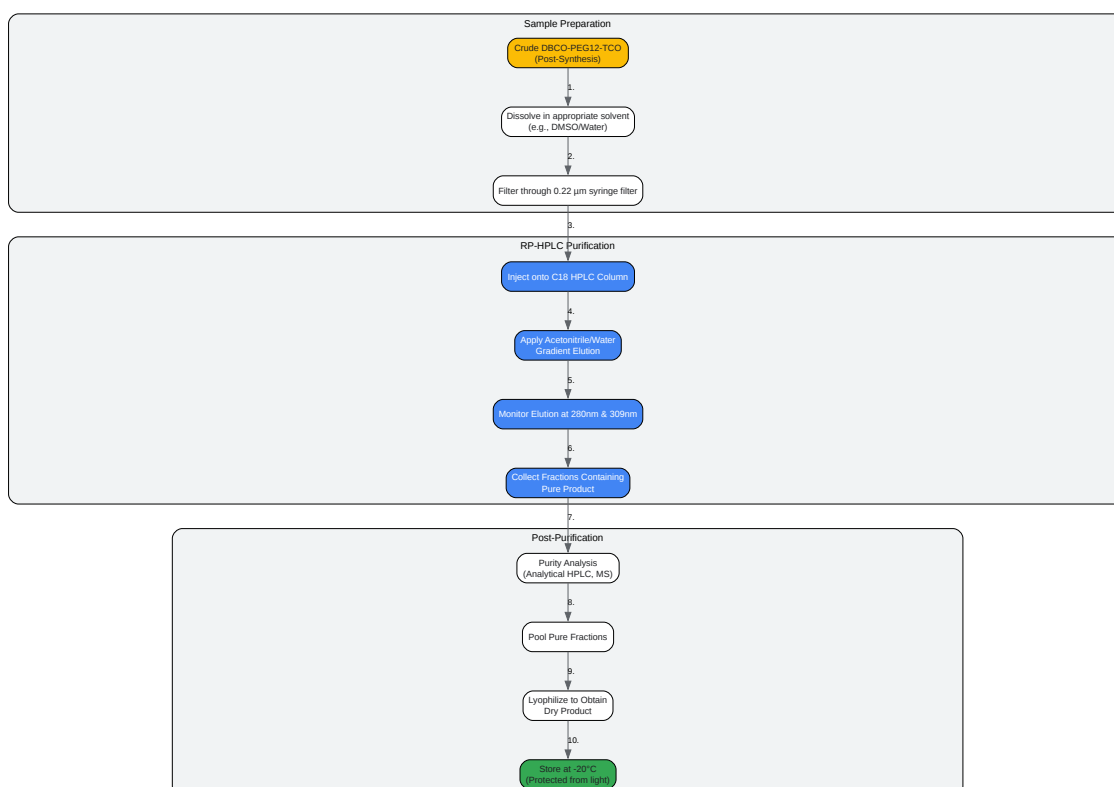 Sample Preparation
Crude DBCO-PEG12-TCO
(Post-Synthesis)
1.
Dissolve in appropriate solvent
(e.g., DMSO/Water)
2.
Filter through 0.22 µm syringe filter
3.
RP-HPLC Purification
Inject onto C18 HPLC Column
4.
Apply Acetonitrile/Water
Gradient Elution
5.
Monitor Elution at 280nm & 309nm
6.
Collect Fractions Containing
Pure Product
7.
Post-Purification
Purity Analysis
(Analytical HPLC, MS)
8.
Pool Pure Fractions
9.
Lyophilize to Obtain
Dry Product
10.
Store at -20°C
(Protected from light)